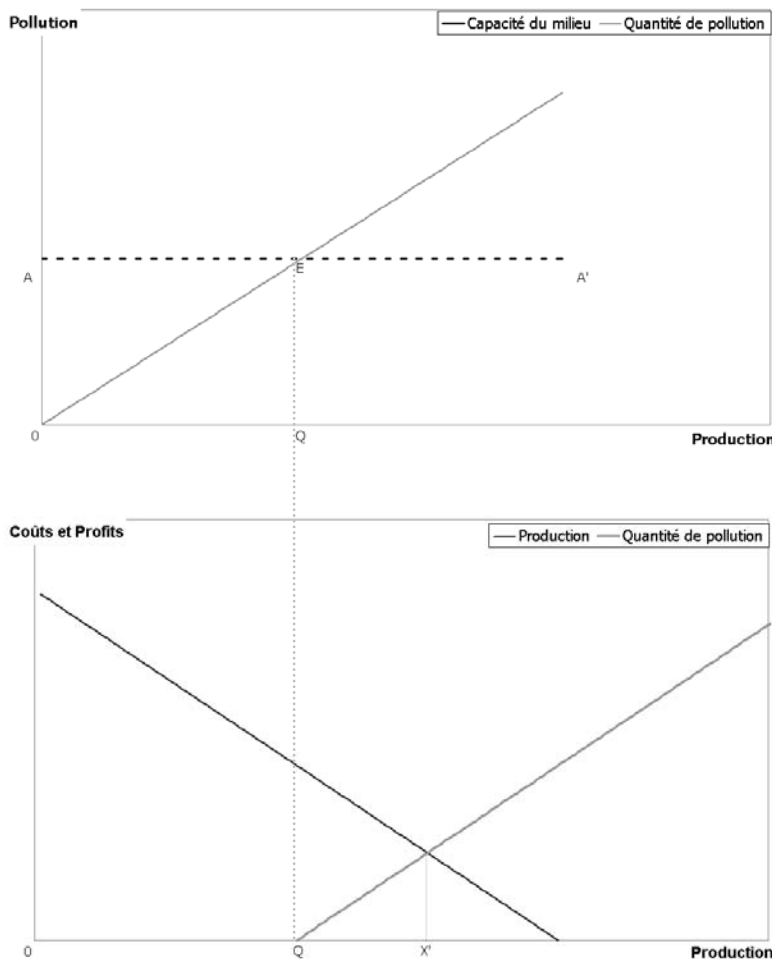 Pollution
Capacité du milieu Quantité de pollution
E
A A'
0 Q
Production
Coûts et Profits
Production Quantité de pollution
0 Q X' Production